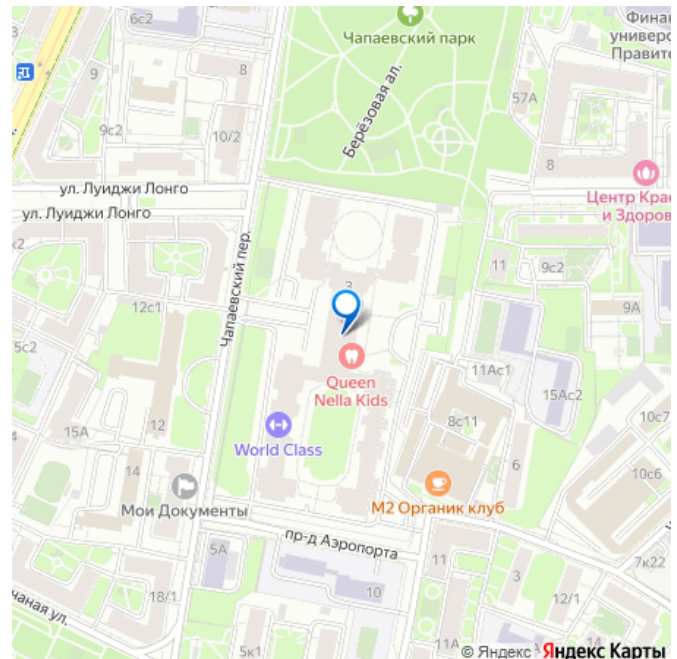 6с2
Чапаевский парк
Финан
универс
Правите
9
8
57А
9с2
10/2
Берёзовая ал.
8
ул. Луиджи Лонго
ул. Луиджи Лонго
Центр Крас
и Здоров
Чапаевский пер.
11
9с2
12с1
3
9А
5с2
11Ас1
15Ас2
Queen
Nella Kids
15А
12
World Class
8с11
10с7
14
6
10с6
Мои Документы
М2 Органик клуб
пр-д Аэропорта
5А
11
3
7к22
18/1
10
12/1
чаная ул.
5к1
11А
14
© Яндекс
Яндекс Карты